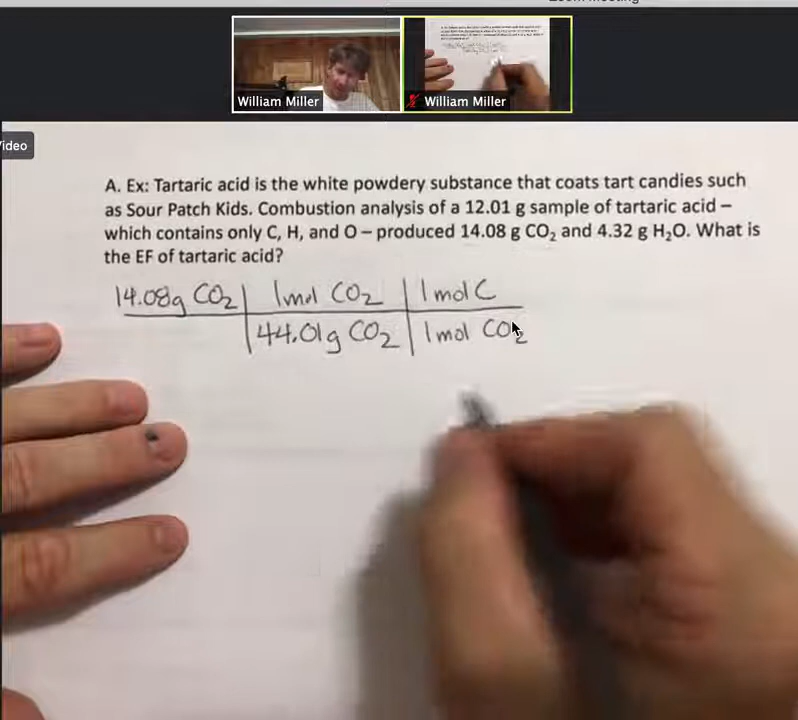 William Miller
William Miller
A. Ex: Tartaric acid is the white powdery substance that coats tart candies such
as Sour Patch Kids. Combustion analysis of a 12.01 g sample of tartaric acid –
which contains only C, H, and O – produced 14.08 g CO₂ and 4.32 g H₂O. What is
the EF of tartaric acid?
14.08g CO₂ | 1mol CO₂ | 1molC
44.01g CO₂ | 1mol CO₂